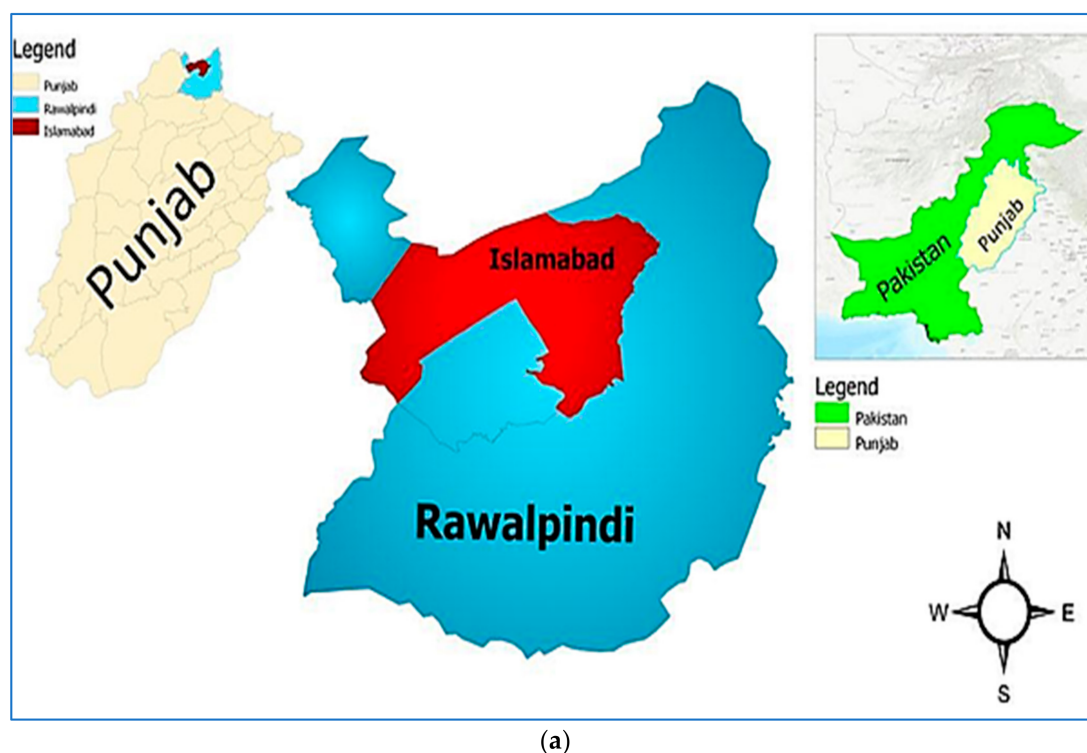 Legend
Punjab
Rawalpindi
Islamabad
Punjab
Islamabad
Rawalpindi
Pakistan
Punjab
Legend
Pakistan
Punjab
N
W
E
S
(a)